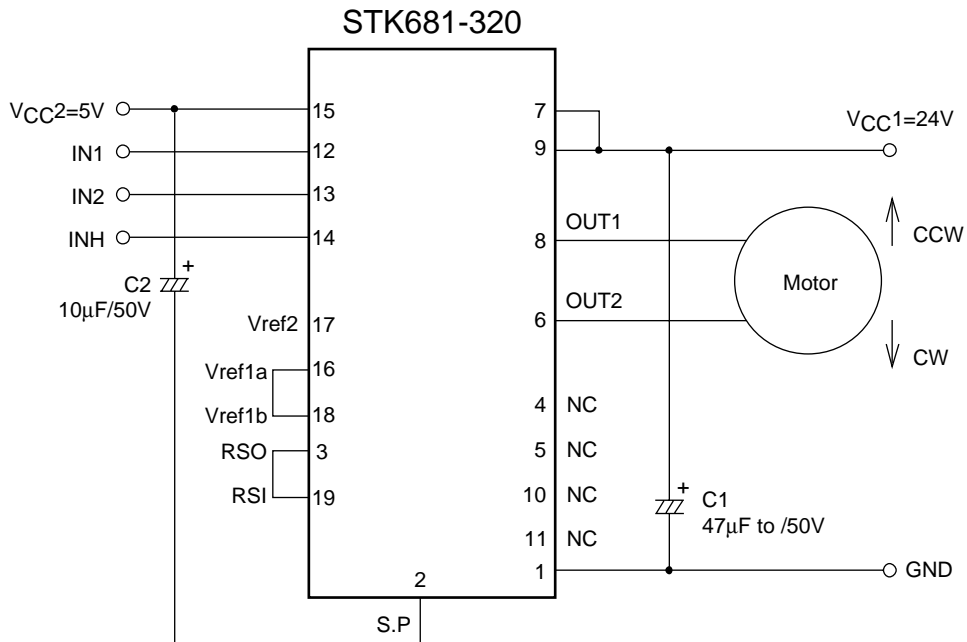 STK681-320
VCC2=5V
15
IN1
12
IN2
13
INH
14
C2
+
10μF/50V
Vref2
17
Vref1a
16
Vref1b
18
RSO
3
RSI
19
2
S.P
7
9
VCC1=24V
8
OUT1
6
OUT2
Motor
CCW
CW
4 NC
5 NC
10 NC
11 NC
1
+
C1
47μF to /50V
GND